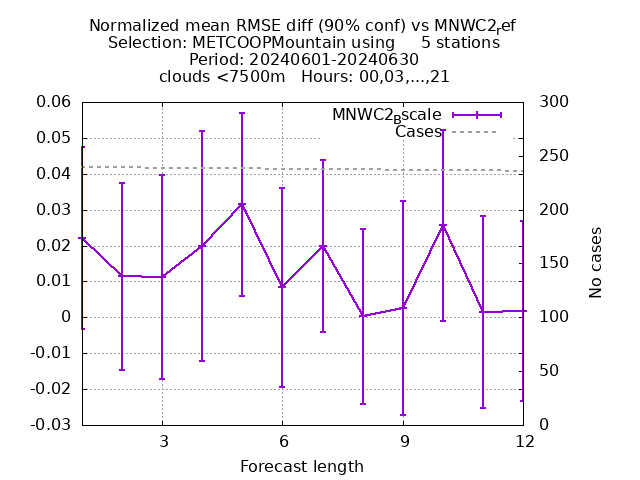 Normalized mean RMSE diff (90% conf) vs MNWC2ref
Selection: METCOOPMountain using 5 stations
Period: 20240601-20240630
clouds <7500m Hours: 00,03,...,21
MNWC2Bscale
Cases
0.06
0.05
0.04
0.03
0.02
0.01
0
-0.01
-0.02
-0.03
300
250
200
150
100
50
0
No cases
3 6 9 12
Forecast length